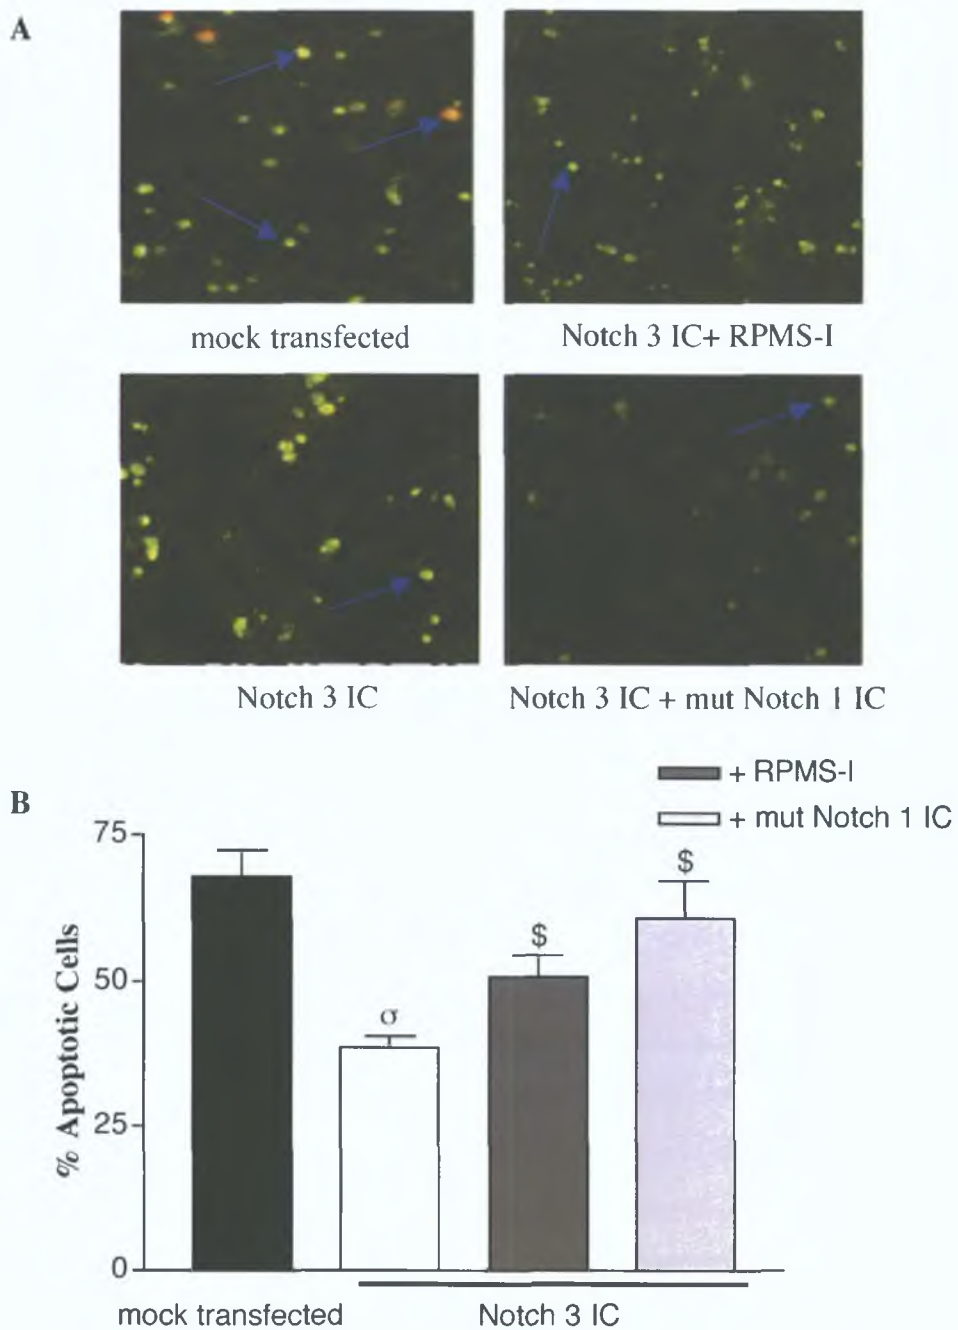 A
mock transfected
Notch 3 IC+ RPMS-I
Notch 3 IC
Notch 3 IC + mut Notch 1 IC
B
+ RPMS-I
+ mut Notch 1 IC
% Apoptotic Cells
75
50
25
0
σ
$
$
mock transfected
Notch 3 IC